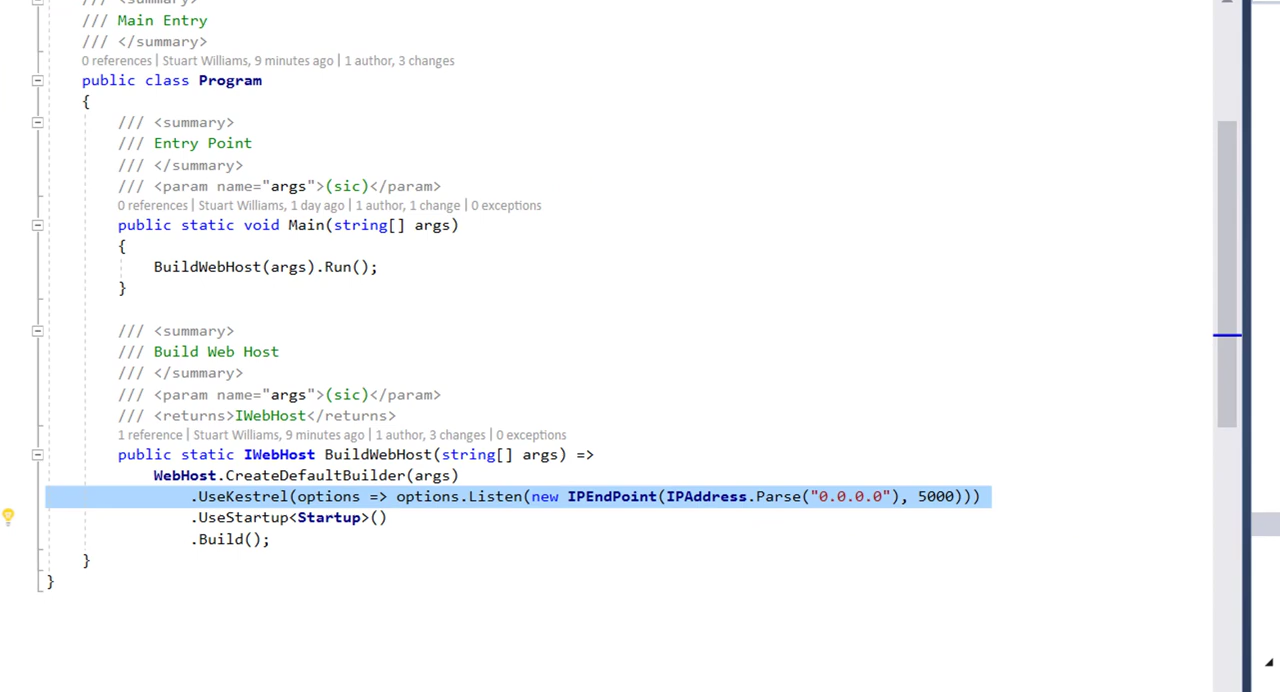 /// <summary>
/// Main Entry
/// </summary>
0 references | Stuart Williams, 9 minutes ago | 1 author, 3 changes
public class Program
{
/// <summary>
/// Entry Point
/// </summary>
/// <param name="args">(sic)</param>
0 references | Stuart Williams, 1 day ago | 1 author, 1 change | 0 exceptions
public static void Main(string[] args)
{
BuildWebHost(args).Run();
}
/// <summary>
/// Build Web Host
/// </summary>
/// <param name="args">(sic)</param>
/// <returns>IWebHost</returns>
1 reference | Stuart Williams, 9 minutes ago | 1 author, 3 changes | 0 exceptions
public static IWebHost BuildWebHost(string[] args) =>
WebHost.CreateDefaultBuilder(args)
.UseKestrel(options => options.Listen(new IPEndPoint(IPAddress.Parse("0.0.0.0"), 5000)))
.UseStartup<Startup>()
.Build();
}
}